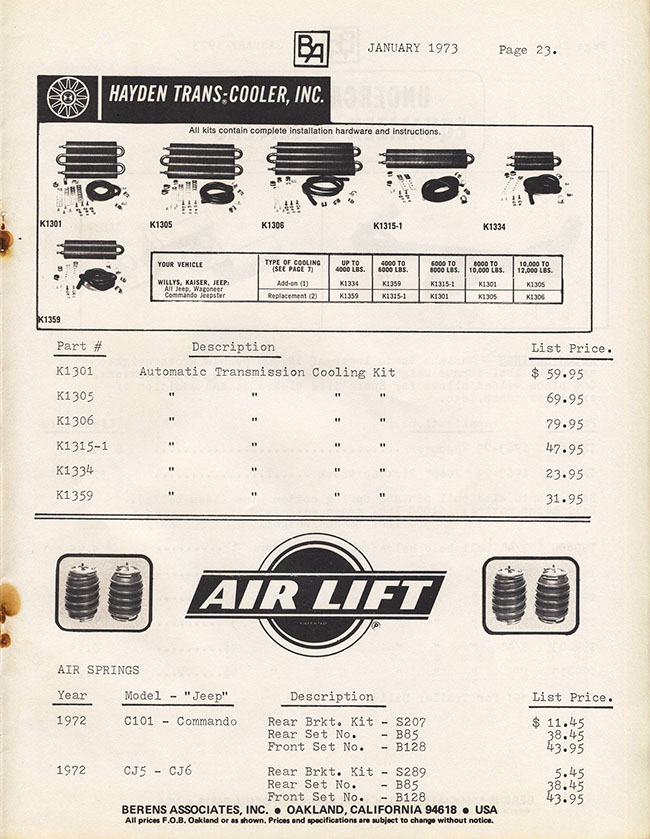 BA JANUARY 1973 Page 23.
HAYDEN TRANS-COOLER, INC.
All kits contain complete installation hardware and instructions.
K1301 K1305 K1306 K1315-1 K1334
K1359
YOUR VEHICLE TYPE OF COOLING (SEE PAGE 7) UP TO 4000 LBS. 4000 TO 6000 LBS. 6000 TO 8000 LBS. 8000 TO 10,000 LBS. 10,000 TO 12,000 LBS.
WILLYS, KAISER, JEEP: Add-on (1) K1334 K1359 K1315-1 K1301 K1305
All Jeep, Wagoneer
Commando Jeepster Replacement (2) K1359 K1315-1 K1301 K1305 K1306
Part # Description List Price.
K1301 Automatic Transmission Cooling Kit $ 59.95
K1305 " " " " 69.95
K1306 " " " " 79.95
K1315-1 " " " " 47.95
K1334 " " " " 23.95
K1359 " " " " 31.95
AIR LIFT
AIR SPRINGS
Year Model - "Jeep" Description List Price.
1972 C101 - Commando Rear Brkt. Kit - S207 $ 11.45
Rear Set No. - B85 38.45
Front Set No. - B128 43.95
1972 CJ5 - CJ6 Rear Brkt. Kit - S289 5.45
Rear Set No. - B85 38.45
Front Set No. - B128 43.95
BERENS ASSOCIATES, INC. ● OAKLAND, CALIFORNIA 94618 ● USA
All prices F.O.B. Oakland or as shown. Prices and specifications are subject to change without notice.